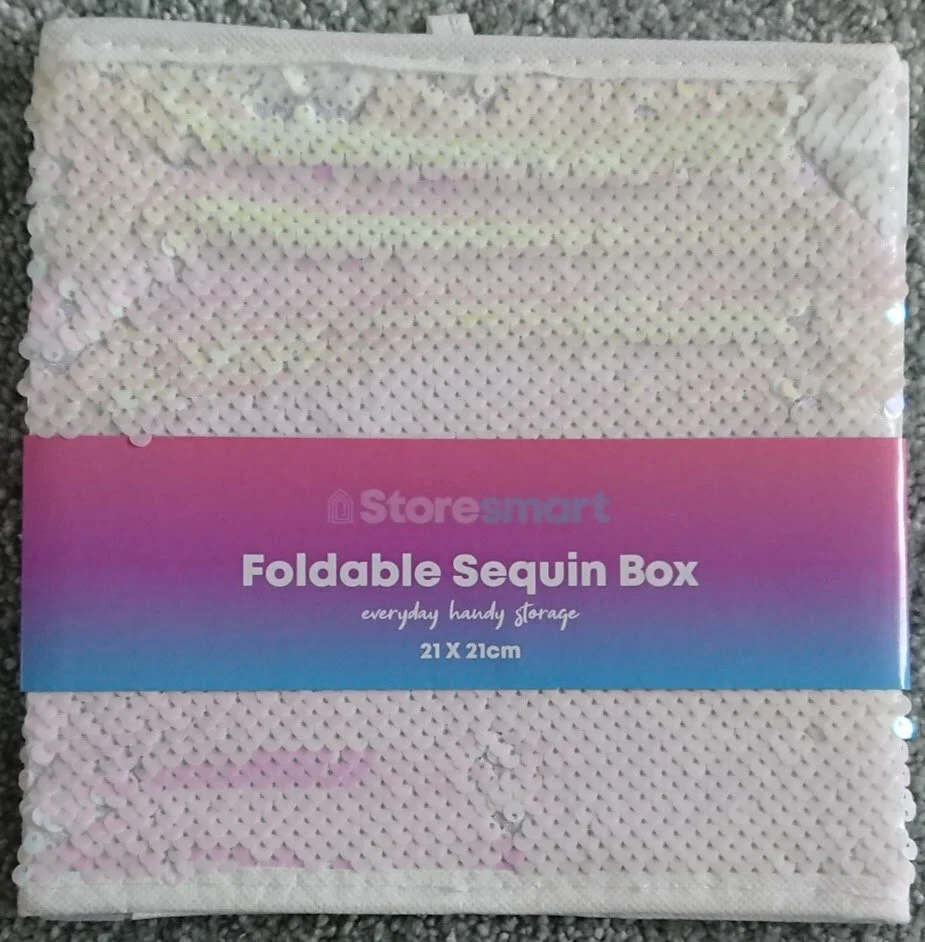 Storesmart
Foldable Sequin Box
everyday handy storage
21 X 21cm